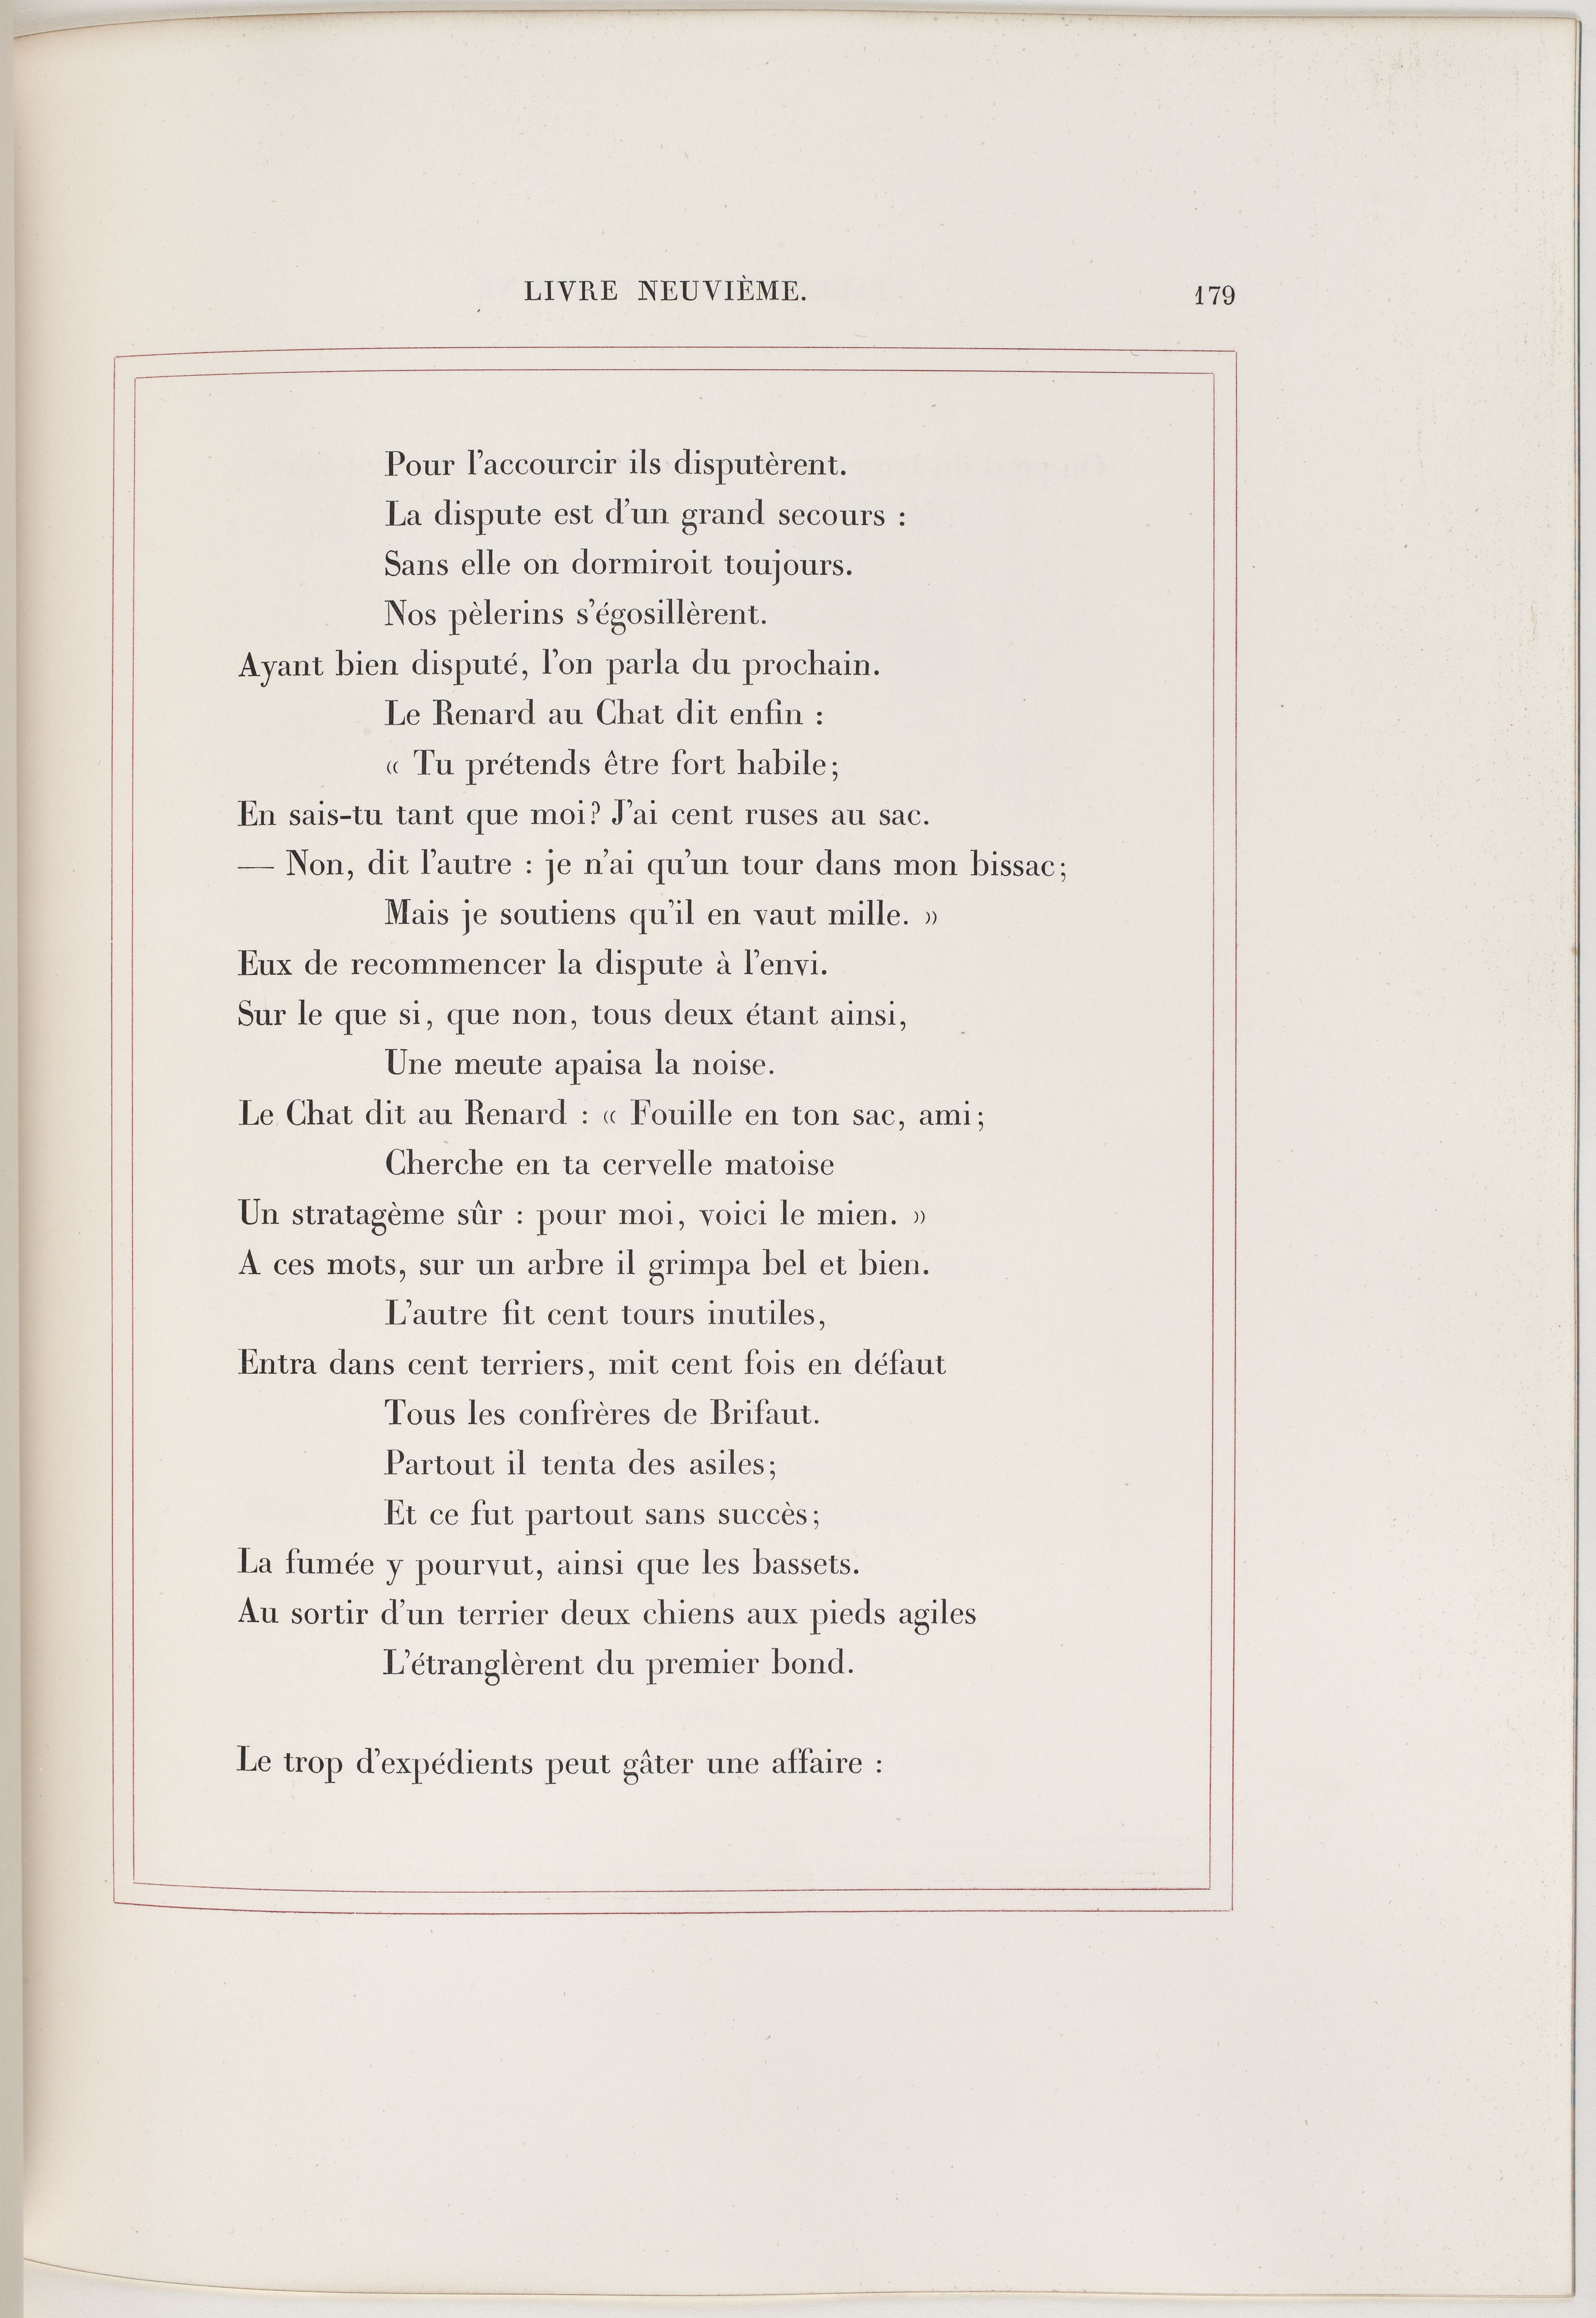 LIVRE NEUVIÈME. 179
Pour l'accourcir ils disputèrent.
La dispute est d'un grand secours :
Sans elle on dormiroit toujours.
Nos pèlerins s'égosillèrent.
Ayant bien disputé, l'on parla du prochain.
Le Renard au Chat dit enfin :
« Tu prétends être fort habile;
En sais-tu tant que moi? J'ai cent ruses au sac.
— Non, dit l'autre : je n'ai qu'un tour dans mon bissac;
Mais je soutiens qu'il en vaut mille. »
Eux de recommencer la dispute à l'envi.
Sur le que si, que non, tous deux étant ainsi,
Une meute apaisa la noise.
Le Chat dit au Renard : « Fouille en ton sac, ami;
Cherche en ta cervelle matoise
Un stratagème sûr : pour moi, voici le mien. »
A ces mots, sur un arbre il grimpa bel et bien.
L'autre fit cent tours inutiles,
Entra dans cent terriers, mit cent fois en défaut
Tous les confrères de Brifaut.
Partout il tenta des asiles;
Et ce fut partout sans succès;
La fumée y pourvut, ainsi que les bassets.
Au sortir d'un terrier deux chiens aux pieds agiles
L'étranglèrent du premier bond.
Le trop d'expédients peut gâter une affaire :